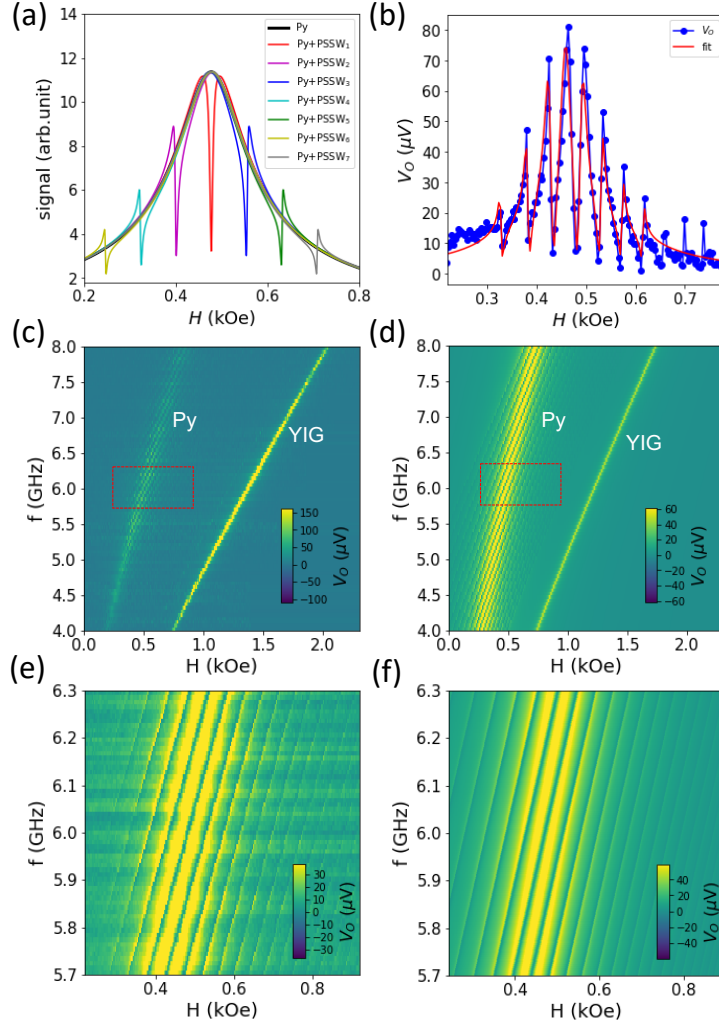 (a)
14
12
10
8
6
4
2
signal (arb.unit)
0.2
0.4
0.6
0.8
H (kOe)
Py
Py+PSSW1
Py+PSSW2
Py+PSSW3
Py+PSSW4
Py+PSSW5
Py+PSSW6
Py+PSSW7
(b)
80
70
60
50
40
30
20
10
0
V_O (μV)
0.3
0.4
0.5
0.6
0.7
H (kOe)
V_O
fit
(c)
8.0
7.5
7.0
6.5
6.0
5.5
5.0
4.5
4.0
f (GHz)
0.0
0.5
1.0
1.5
2.0
H (kOe)
Py
YIG
150
100
50
0
−50
−100
V_O (μV)
(d)
8.0
7.5
7.0
6.5
6.0
5.5
5.0
4.5
4.0
f (GHz)
0.0
0.5
1.0
1.5
2.0
H (kOe)
Py
YIG
60
40
20
0
−20
−40
−60
V_O (μV)
(e)
6.3
6.2
6.1
6.0
5.9
5.8
5.7
f (GHz)
0.4
0.6
0.8
H (kOe)
30
20
10
0
−10
−20
−30
V_O (μV)
(f)
6.3
6.2
6.1
6.0
5.9
5.8
5.7
f (GHz)
0.4
0.6
0.8
H (kOe)
40
20
0
−20
−40
V_O (μV)